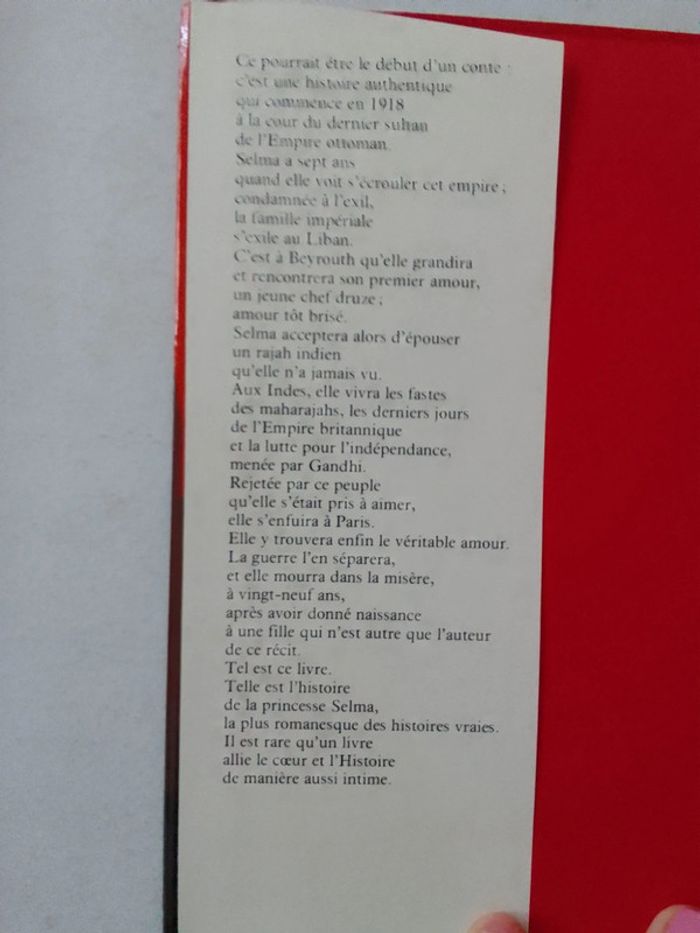 Ce pourrait être le début d'un conte :
c'est une histoire authentique
qui commence en 1918
à la cour du dernier sultan
de l'Empire ottoman.
Selma a sept ans
quand elle voit s'écrouler cet empire ;
condamnée à l'exil,
la famille impériale
s'exile au Liban.
C'est à Beyrouth qu'elle grandira
et rencontrera son premier amour,
un jeune chef druze ;
amour tôt brisé.
Selma acceptera alors d'épouser
un rajah indien
qu'elle n'a jamais vu.
Aux Indes, elle vivra les fastes
des maharajahs, les derniers jours
de l'Empire britannique
et la lutte pour l'indépendance,
menée par Gandhi.
Rejetée par ce peuple
qu'elle s'était pris à aimer,
elle s'enfuira à Paris.
Elle y trouvera enfin le véritable amour.
La guerre l'en séparera,
et elle mourra dans la misère,
à vingt-neuf ans,
après avoir donné naissance
à une fille qui n'est autre que l'auteur
de ce récit.
Tel est ce livre.
Telle est l'histoire
de la princesse Selma,
la plus romanesque des histoires vraies.
Il est rare qu'un livre
allie le cœur et l'Histoire
de manière aussi intime.